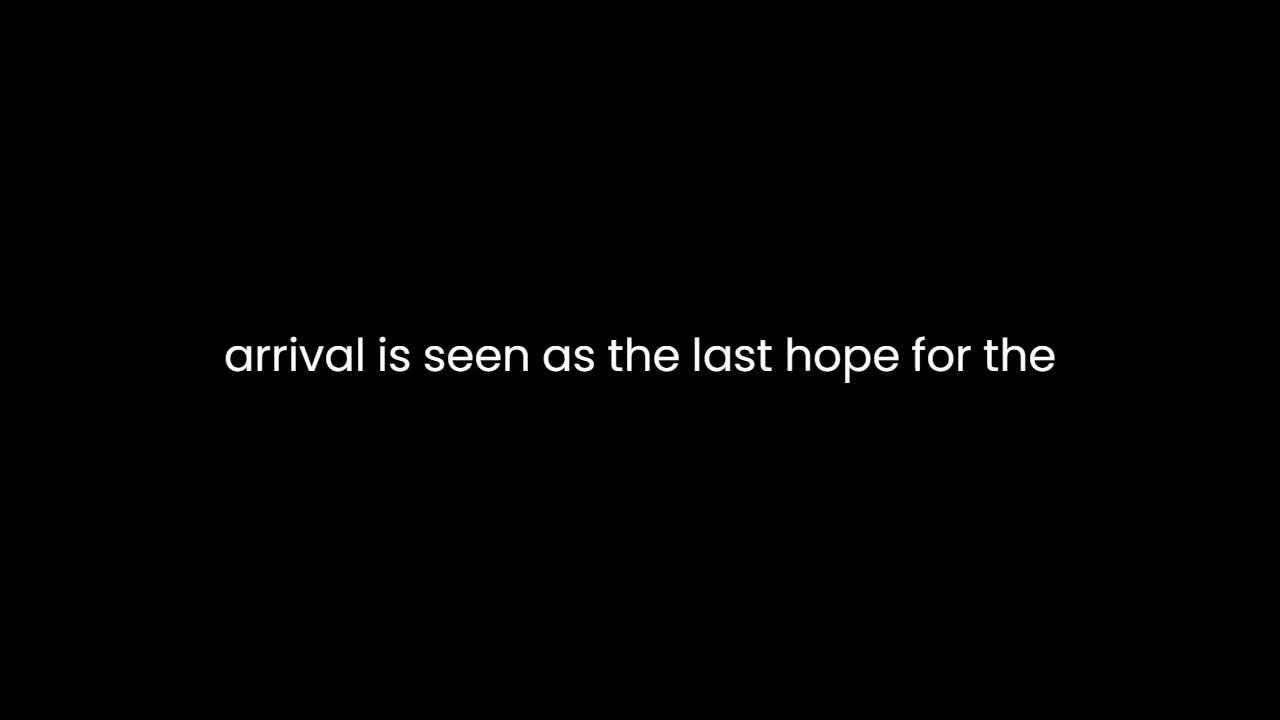 arrival is seen as the last hope for the